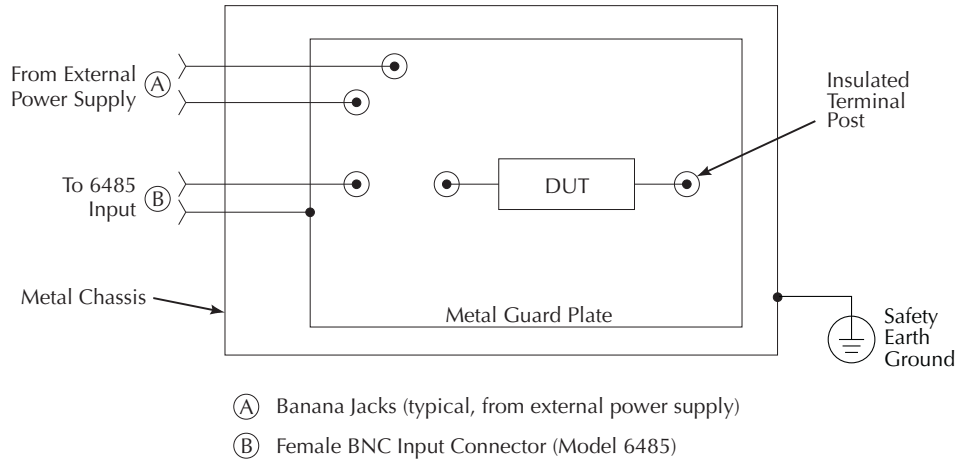 From External
Power Supply
A
Insulated
Terminal
Post
To 6485
Input
B
DUT
Metal Chassis
Metal Guard Plate
Safety
Earth
Ground
A Banana Jacks (typical, from external power supply)
B Female BNC Input Connector (Model 6485)